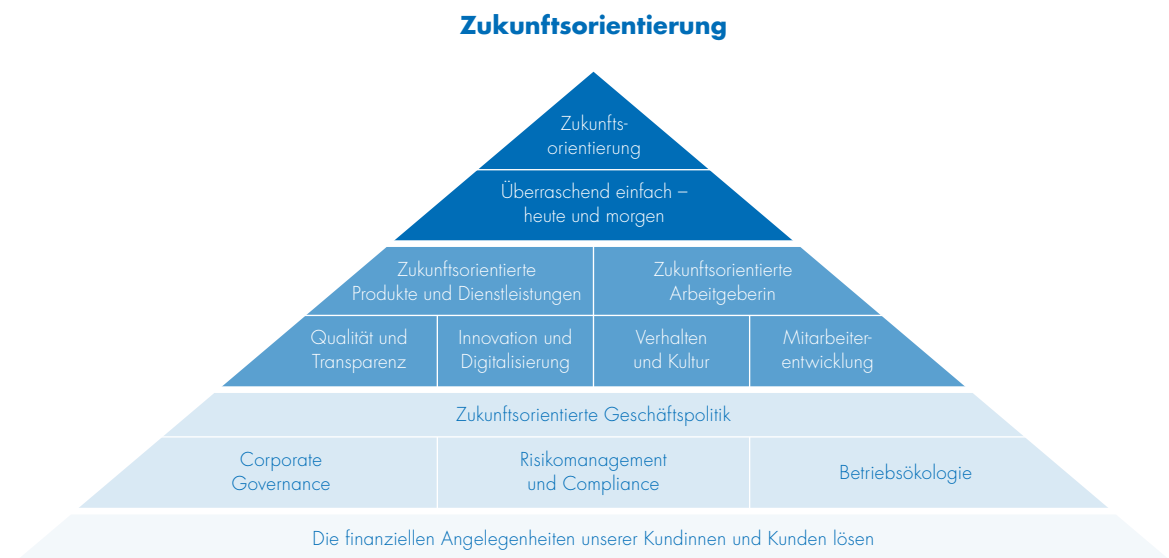 Zukunftsorientierung
Zukunfts-
orientierung
Überraschend einfach –
heute und morgen
Zukunftsorientierte
Produkte und Dienstleistungen
Zukunftsorientierte
Arbeitgeberin
Qualität und
Transparenz
Innovation und
Digitalisierung
Verhalten
und Kultur
Mitarbeiter-
entwicklung
Zukunftsorientierte Geschäftspolitik
Corporate
Governance
Risikomanagement
und Compliance
Betriebsökologie
Die finanziellen Angelegenheiten unserer Kundinnen und Kunden lösen